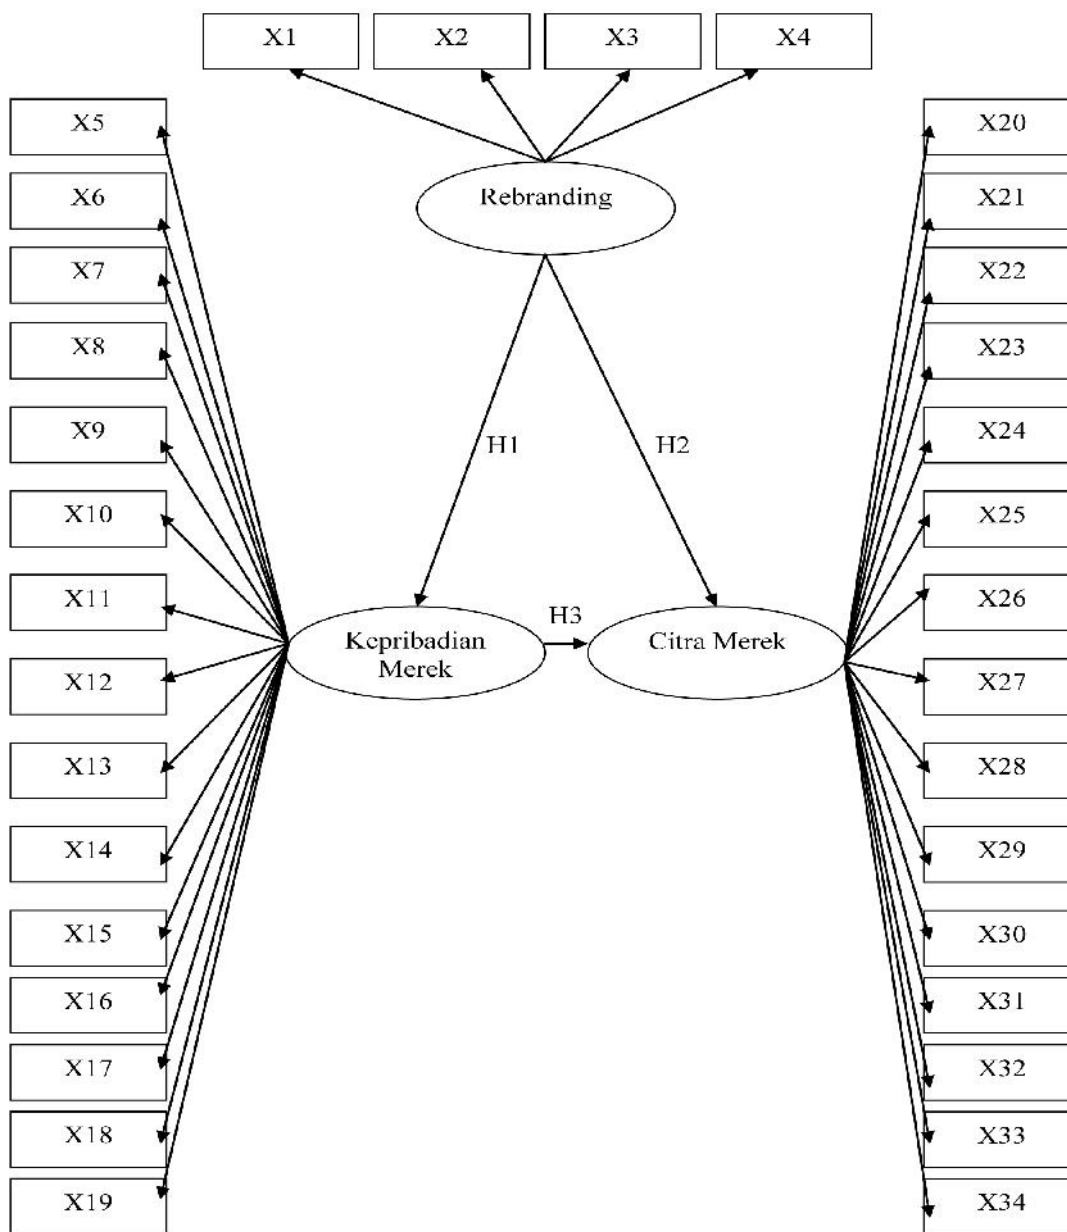 X1
X2
X3
X4
X5
X6
X7
X8
X9
X10
X11
X12
X13
X14
X15
X16
X17
X18
X19
Rebranding
H1
H2
H3
Kepribadian
Merek
Citra Merek
X20
X21
X22
X23
X24
X25
X26
X27
X28
X29
X30
X31
X32
X33
X34